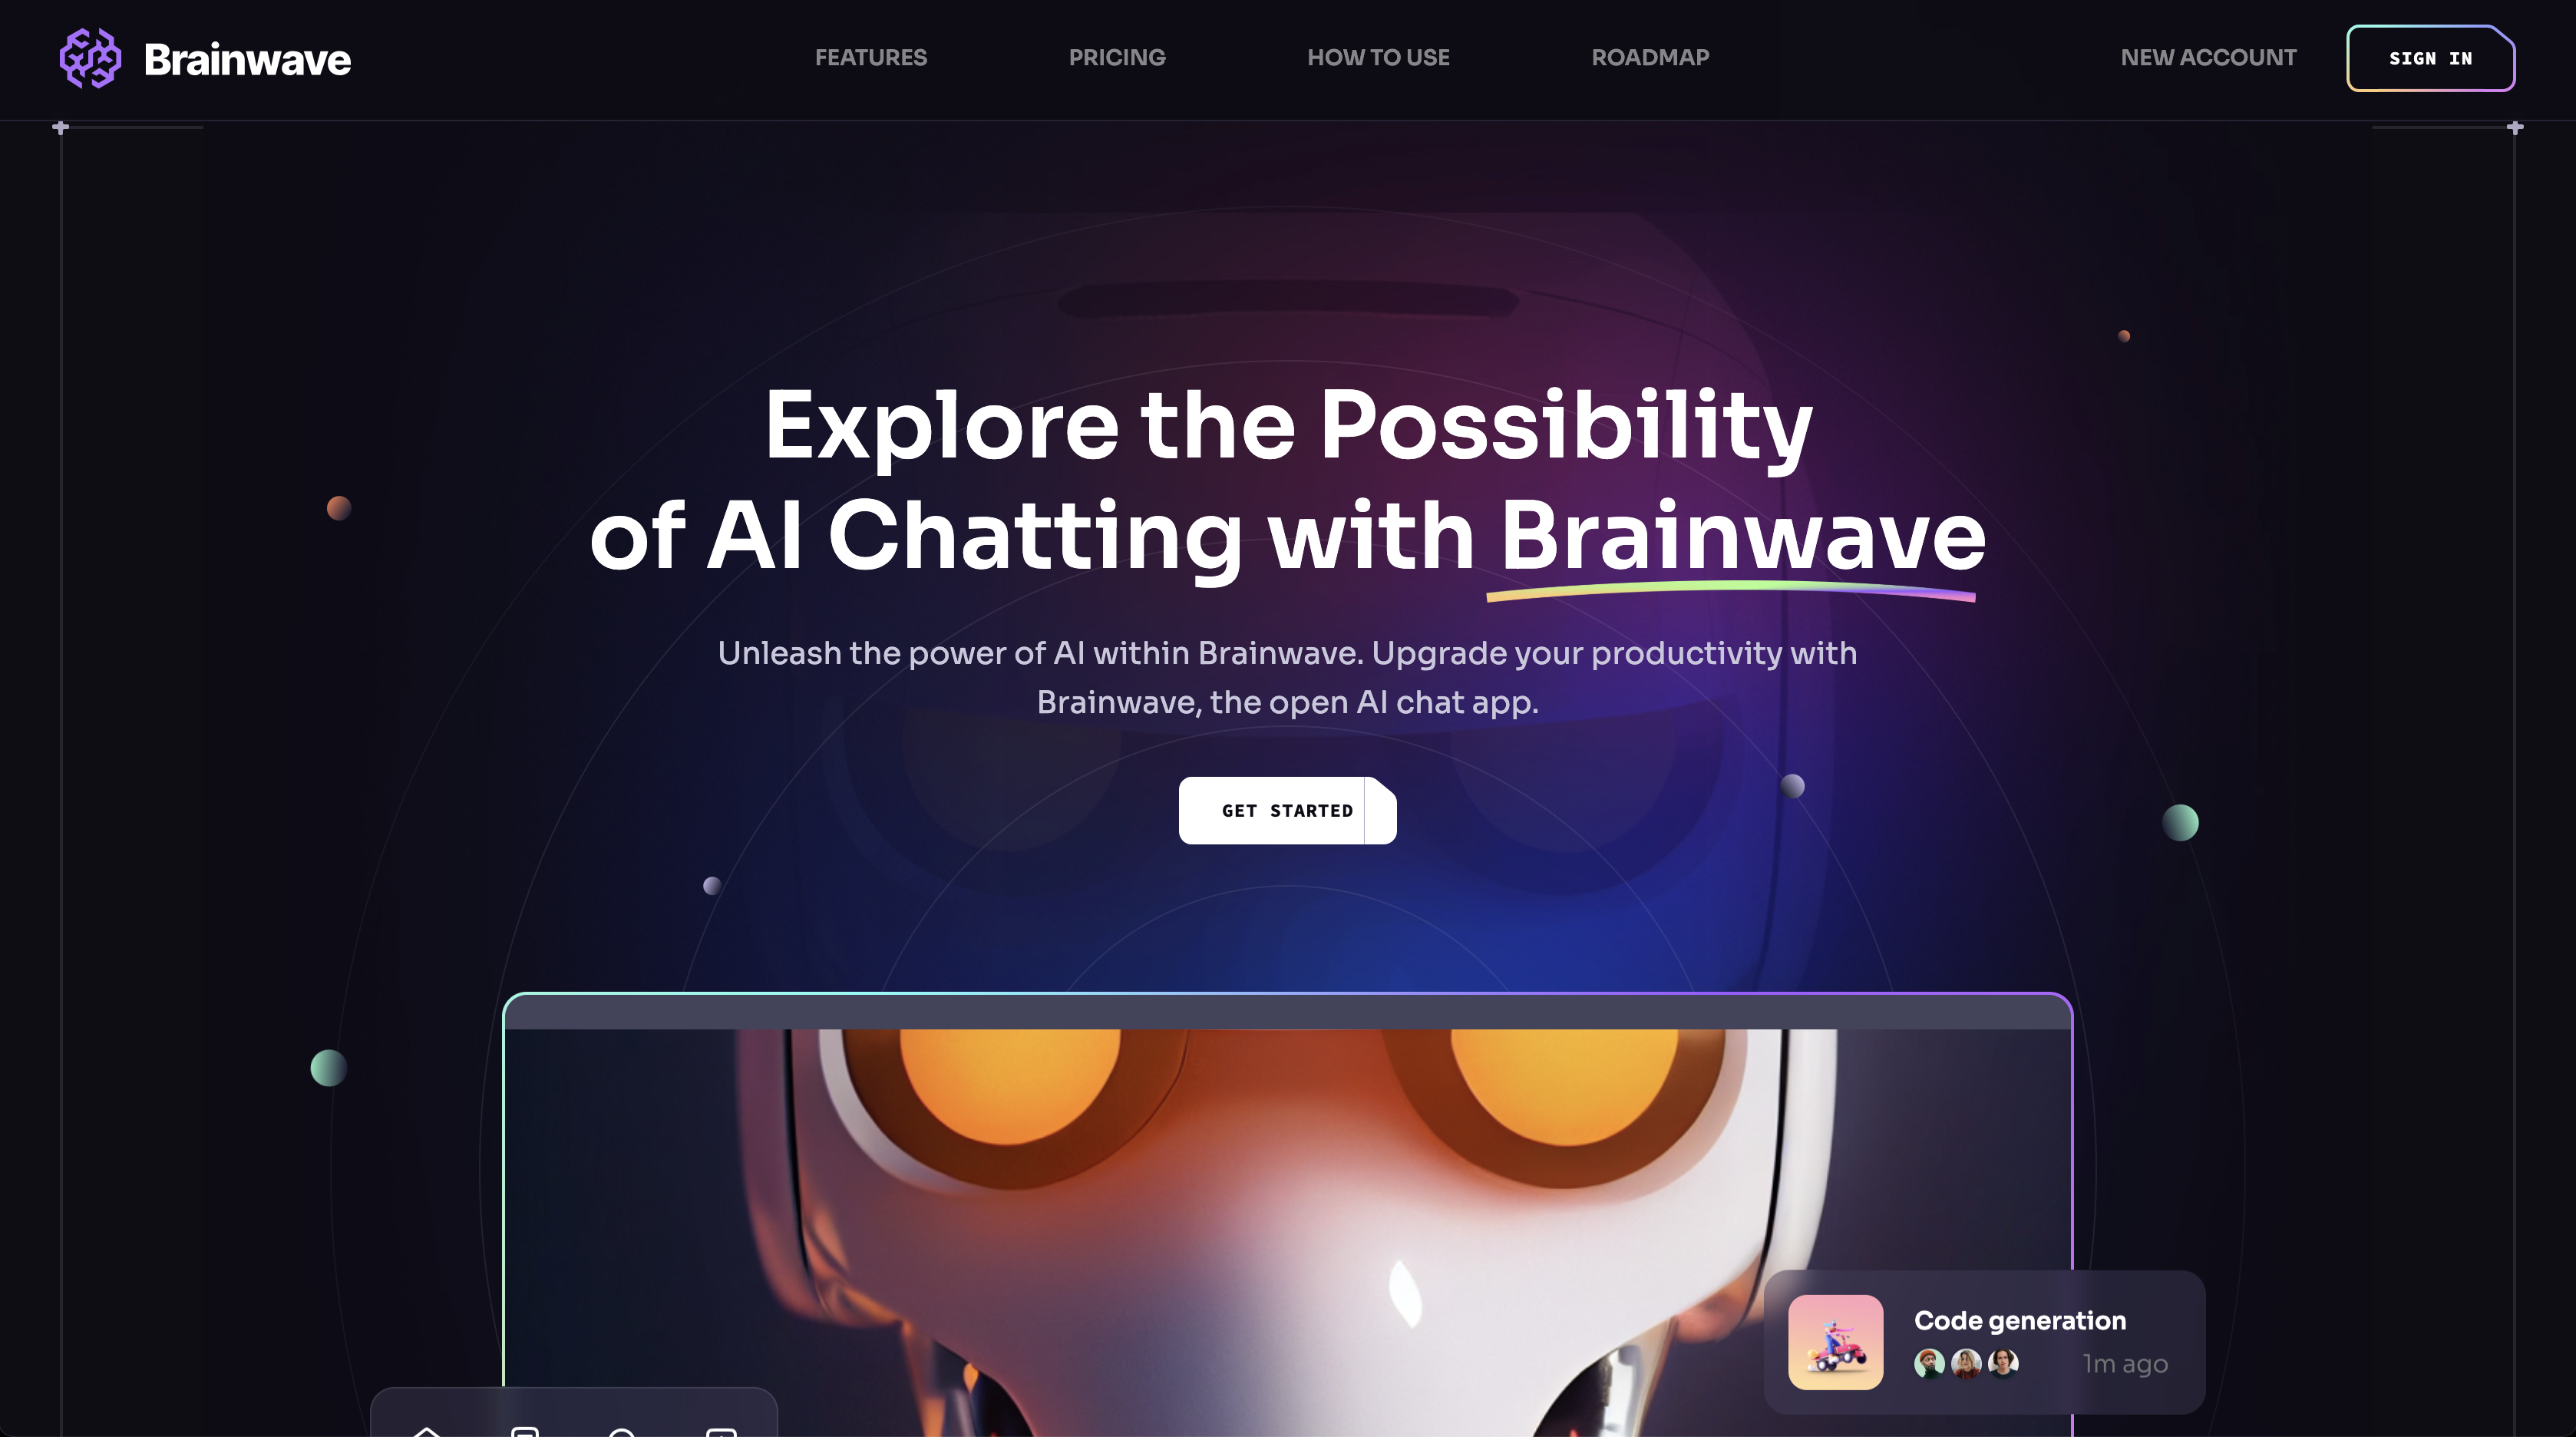 Brainwave
FEATURES
PRICING
HOW TO USE
ROADMAP
NEW ACCOUNT
SIGN IN
Explore the Possibility
of AI Chatting with Brainwave
Unleash the power of AI within Brainwave. Upgrade your productivity with
Brainwave, the open AI chat app.
GET STARTED
Code generation
1m ago